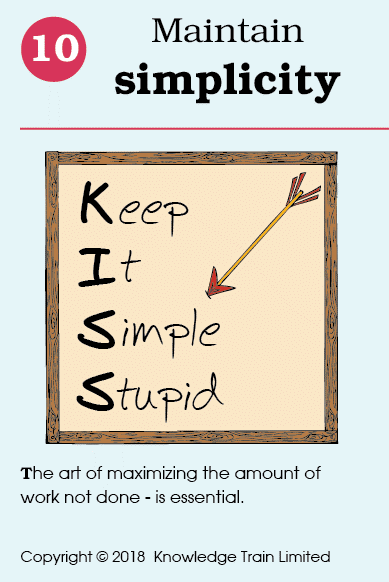 10
Maintain
simplicity
Keep
It
Simple
Stupid
The art of maximizing the amount of
work not done - is essential.
Copyright © 2018 Knowledge Train Limited